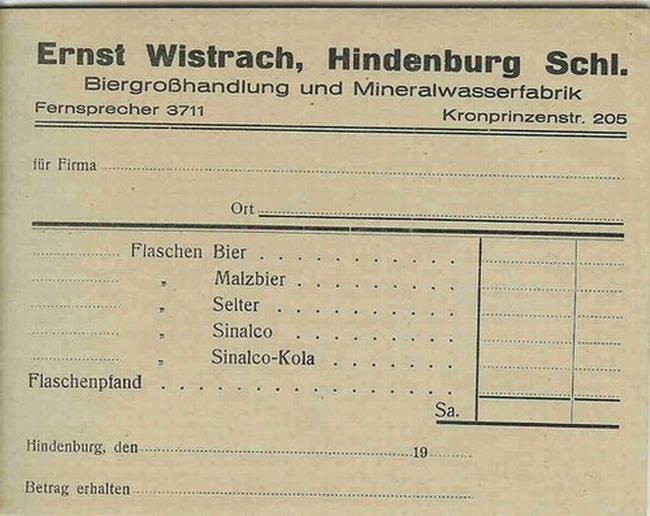 Ernst Wistrach, Hindenburg Schl.
Biergroßhandlung und Mineralwasserfabrik
Fernsprecher 3711 Kronprinzenstr. 205
für Firma
Ort
Flaschen Bier
„ Malzbier
„ Selter
„ Sinalco
„ Sinalco-Kola
Flaschenpfand
Sa.
Hindenburg, den 19
Betrag erhalten